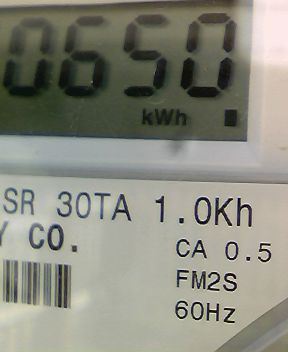 0650
kWh
SR 30TA 1.0Kh
Y CO.
CA 0.5
FM2S
60Hz